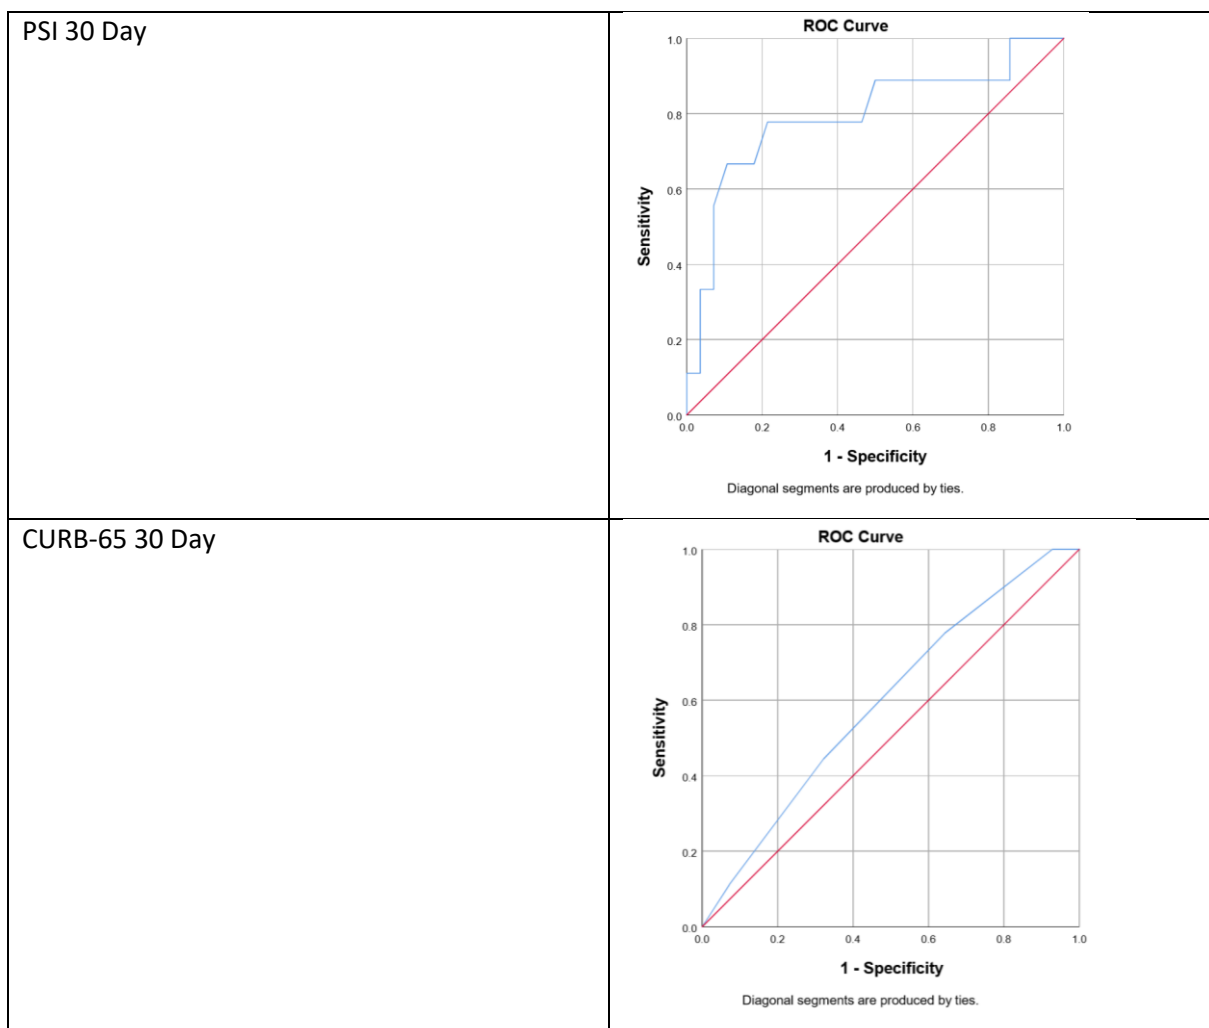 PSI 30 Day
ROC Curve
1.0
0.8
0.6
0.4
0.2
0.0
Sensitivity
0.0 0.2 0.4 0.6 0.8 1.0
1 - Specificity
Diagonal segments are produced by ties.
CURB-65 30 Day
ROC Curve
1.0
0.8
0.6
0.4
0.2
0.0
Sensitivity
0.0 0.2 0.4 0.6 0.8 1.0
1 - Specificity
Diagonal segments are produced by ties.